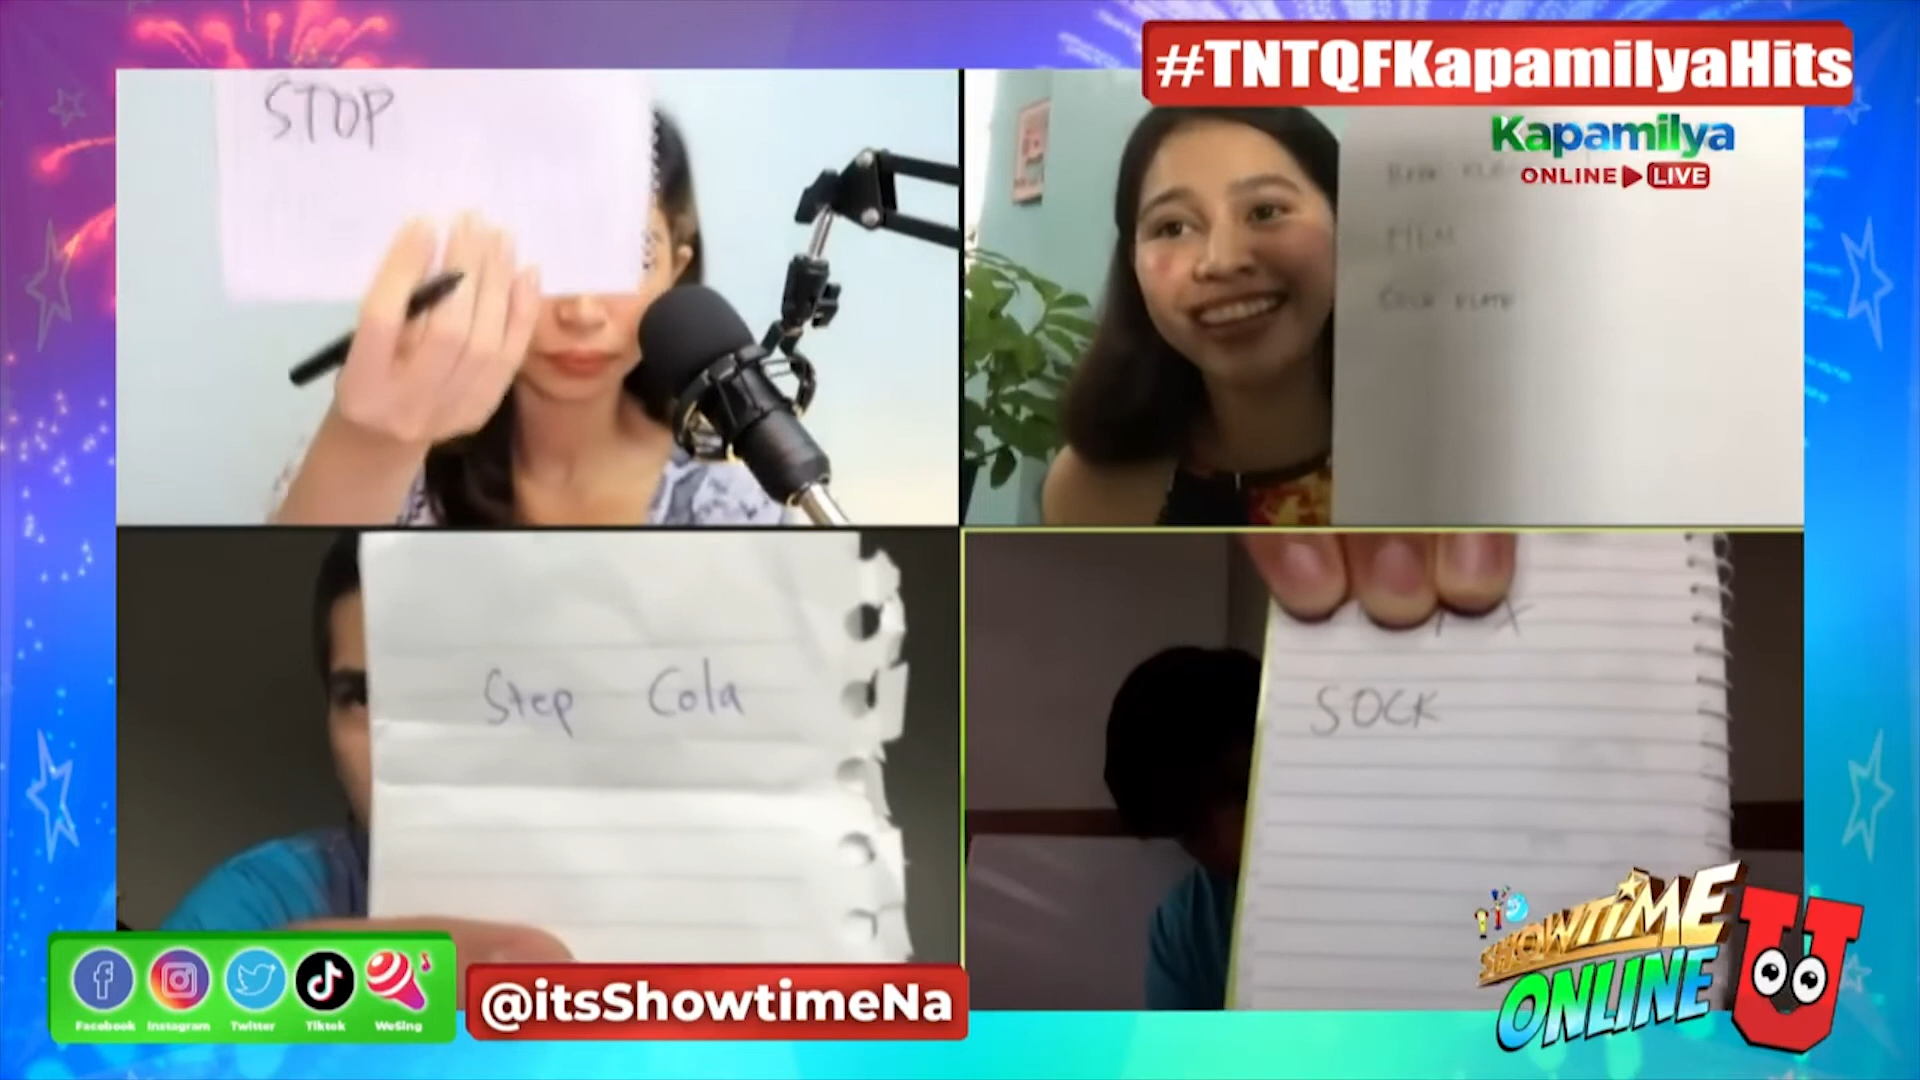 #TNTQFKapamilyaHits
Kapamilya
ONLINE LIVE
STOP
Step Cola
SOCK
Facebook Instagram Twitter Tiktok WeSing
@itsShowtimeNa
SHOWTIME
ONLINE U